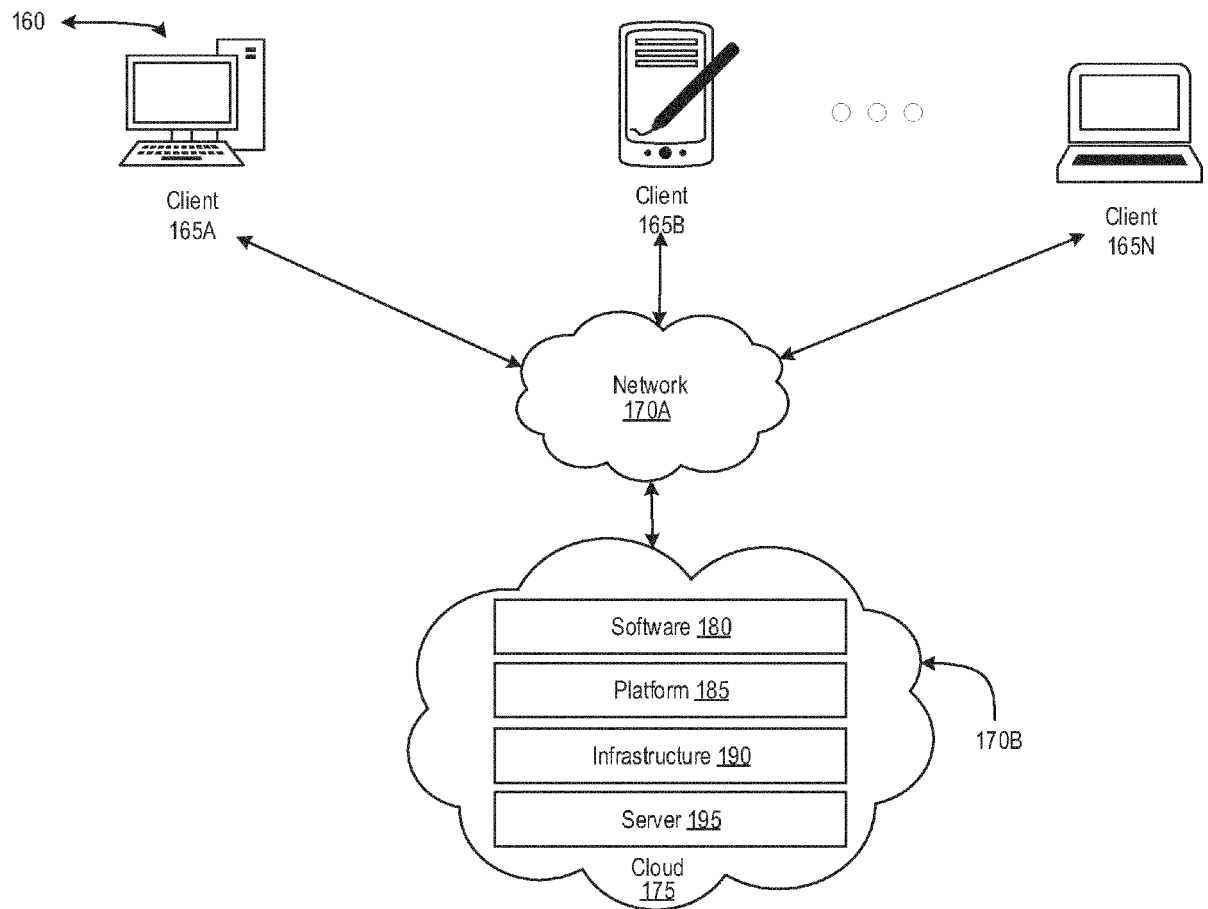 160
Client
165A
Client
165B
Client
165N
Network
170A
Software 180
Platform 185
Infrastructure 190
170B
Server 195
Cloud
175